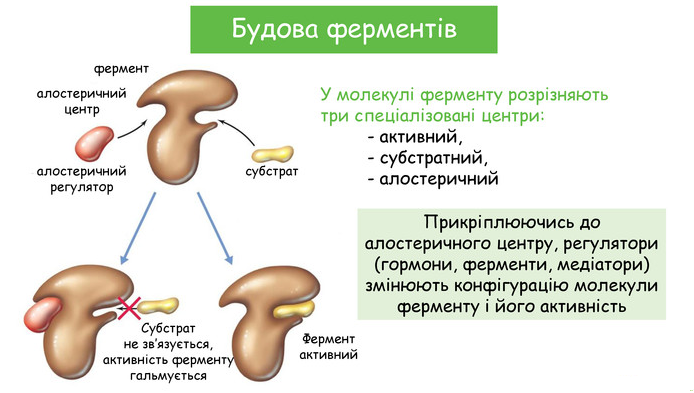 Будова ферментів
фермент
алостеричний
центр
алостеричний
регулятор
субстрат
У молекулі ферменту розрізняють
три спеціалізовані центри:
- активний,
- субстратний,
- алостеричний
Прикріплюючись до
алостеричного центру, регулятори
(гормони, ферменти, медіатори)
змінюють конфігурацію молекули
ферменту і його активність
Субстрат
не зв’язується,
активність ферменту
гальмується
Фермент
активний